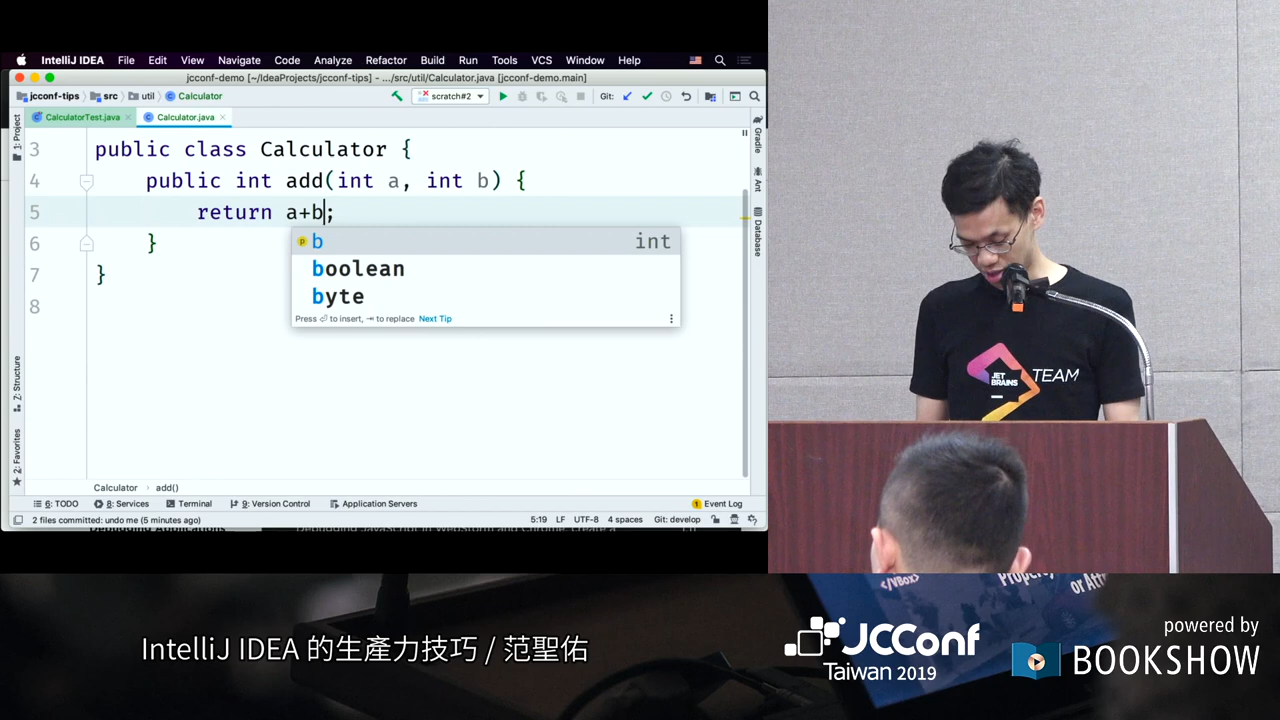 IntelliJ IDEA File Edit View Navigate Code Analyze Refactor Build Run Tools VCS Window Help
jcconf-demo [~/IdeaProjects/jcconf-tips] - .../src/util/Calculator.java [jcconf-demo.main]
jcconf-tips src util Calculator scratch#2 Git:
CalculatorTest.java Calculator.java
1: Project
3 public class Calculator {
4 public int add(int a, int b) {
5 return a+b;
6 }
7 }
8
b int
boolean
byte
Press ⏎ to insert, ⇥ to replace Next Tip
Gradle
Ant
Database
Z: Structure
2: Favorites
Calculator › add()
6: TODO 8: Services Terminal 9: Version Control Application Servers 1 Event Log
2 files committed: undo me (5 minutes ago) 5:19 LF UTF-8 4 spaces Git: develop
JET
BRAINS
TEAM
</VBox>
Property
or Att
IntelliJ IDEA 的生產力技巧 / 范聖佑
JCConf
Taiwan 2019
powered by
BOOKSHOW